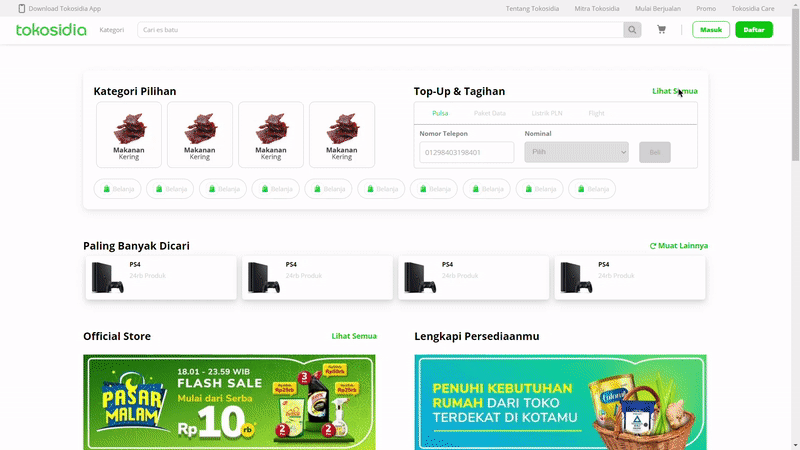 Download Tokosidia App
Tentang Tokosidia
Mitra Tokosidia
Mulai Berjualan
Promo
Tokosidia Care
tokosidia
Kategori
Cari es batu
Masuk
Daftar
Kategori Pilihan
Makanan
Kering
Makanan
Kering
Makanan
Kering
Makanan
Kering
Belanja
Belanja
Belanja
Belanja
Belanja
Belanja
Belanja
Belanja
Belanja
Belanja
Top-Up & Tagihan
Lihat Semua
Pulsa
Paket Data
Listrik PLN
Flight
Nomor Telepon
Nominal
01298403198401
Pilih
Beli
Paling Banyak Dicari
Muat Lainnya
PS4
24rb Produk
PS4
24rb Produk
PS4
24rb Produk
PS4
24rb Produk
Official Store
Lihat Semua
PASAR
MALAM
18.01 - 23.59 WIB
FLASH SALE
Mulai dari Serba
Rp10rb
Lengkapi Persediaanmu
PENUHI KEBUTUHAN
RUMAH DARI TOKO
TERDEKAT DI KOTAMU